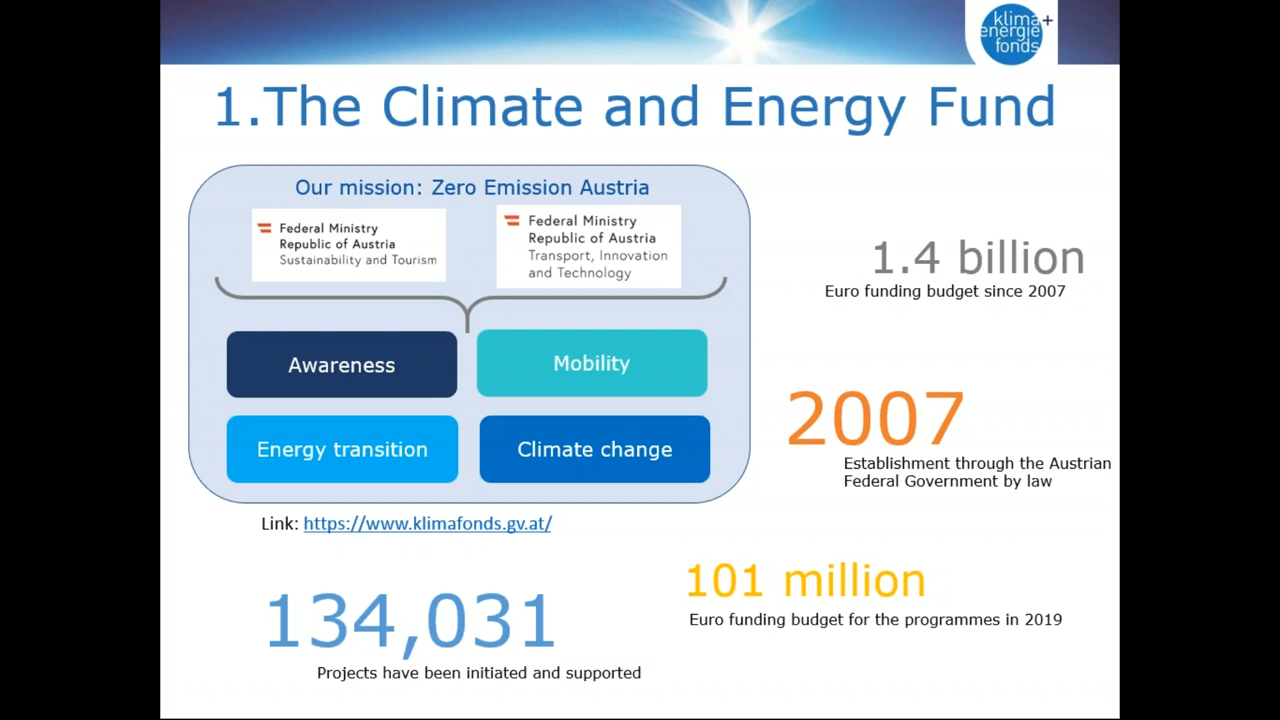 klima+
energie
fonds
1.The Climate and Energy Fund
Our mission: Zero Emission Austria
Federal Ministry
Republic of Austria
Sustainability and Tourism
Federal Ministry
Republic of Austria
Transport, Innovation
and Technology
Awareness
Mobility
Energy transition
Climate change
Link: https://www.klimafonds.gv.at/
1.4 billion
Euro funding budget since 2007
2007
Establishment through the Austrian
Federal Government by law
101 million
Euro funding budget for the programmes in 2019
134,031
Projects have been initiated and supported